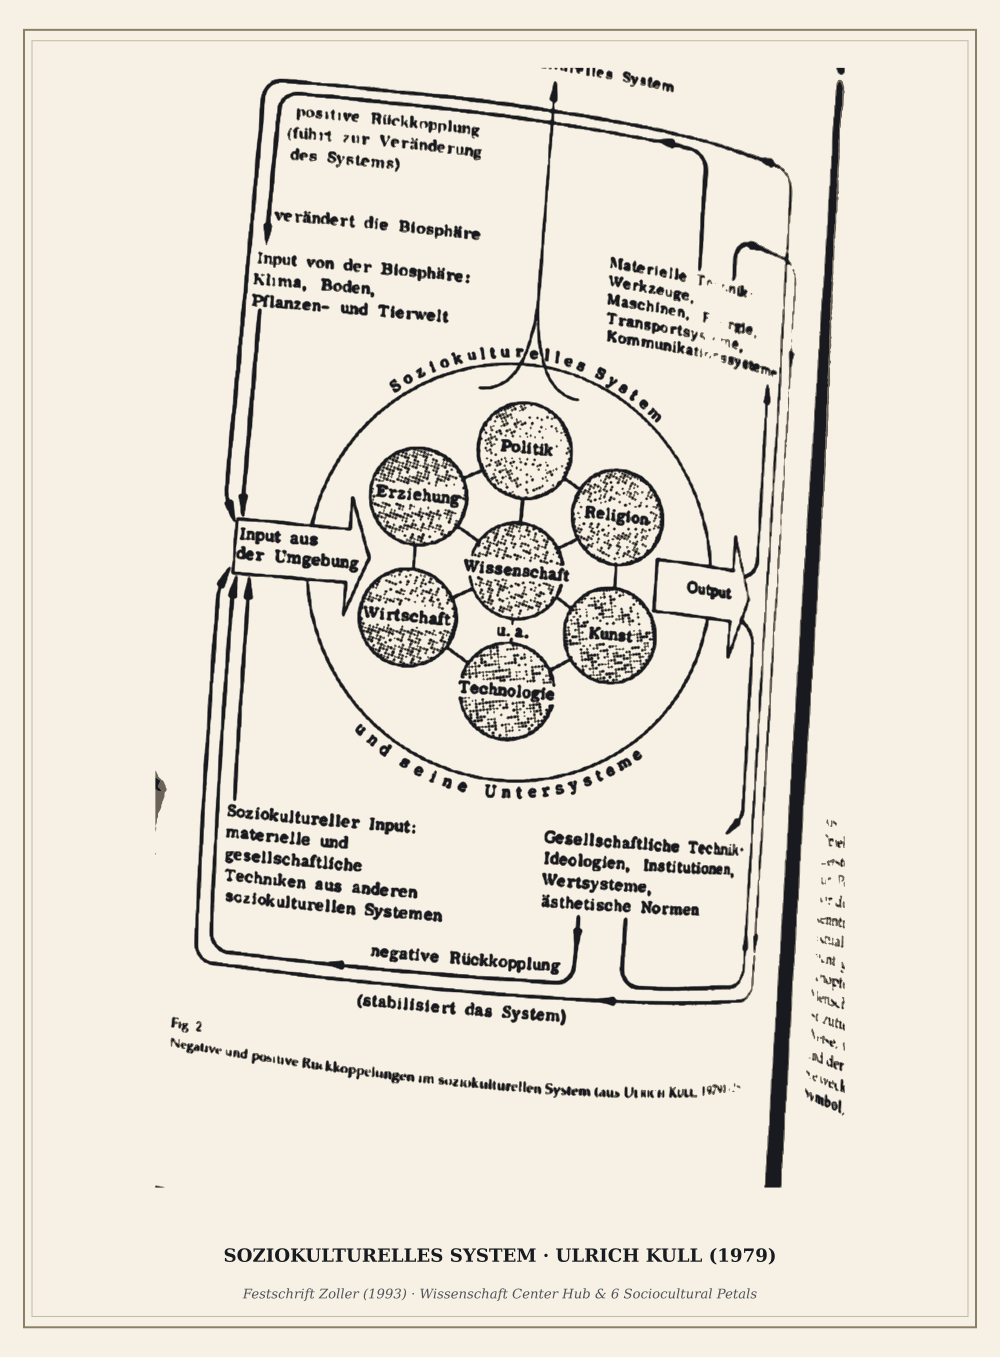 System
positive Rückkopplung
(führt zur Veränderung
des Systems)
verändert die Biosphäre
Input von der Biosphäre:
Klima, Boden,
Pflanzen- und Tierwelt
Materielle
Werkzeuge,
Maschinen,
Soziokulturelles System
Politik
Erziehung
Religion
Input aus
der Umgebung
Wissenschaft
Output
Wirtschaft
u. a.
Kunst
Technologie
und seine Untersysteme
Soziokultureller Input:
materielle und
gesellschaftliche
Techniken aus anderen
soziokulturellen Systemen
Gesellschaftliche Technik
Ideologien, Institutionen,
Wertsysteme,
ästhetische Normen
negative Rückkopplung
(stabilisiert das System)
Fig. 2
Negative und positive Rückkoppelungen im soziokulturellen System (aus ULRICH KULL, 1979)
SOZIOKULTURELLES SYSTEM · ULRICH KULL (1979)
Festschrift Zoller (1993) · Wissenschaft Center Hub & 6 Sociocultural Petals